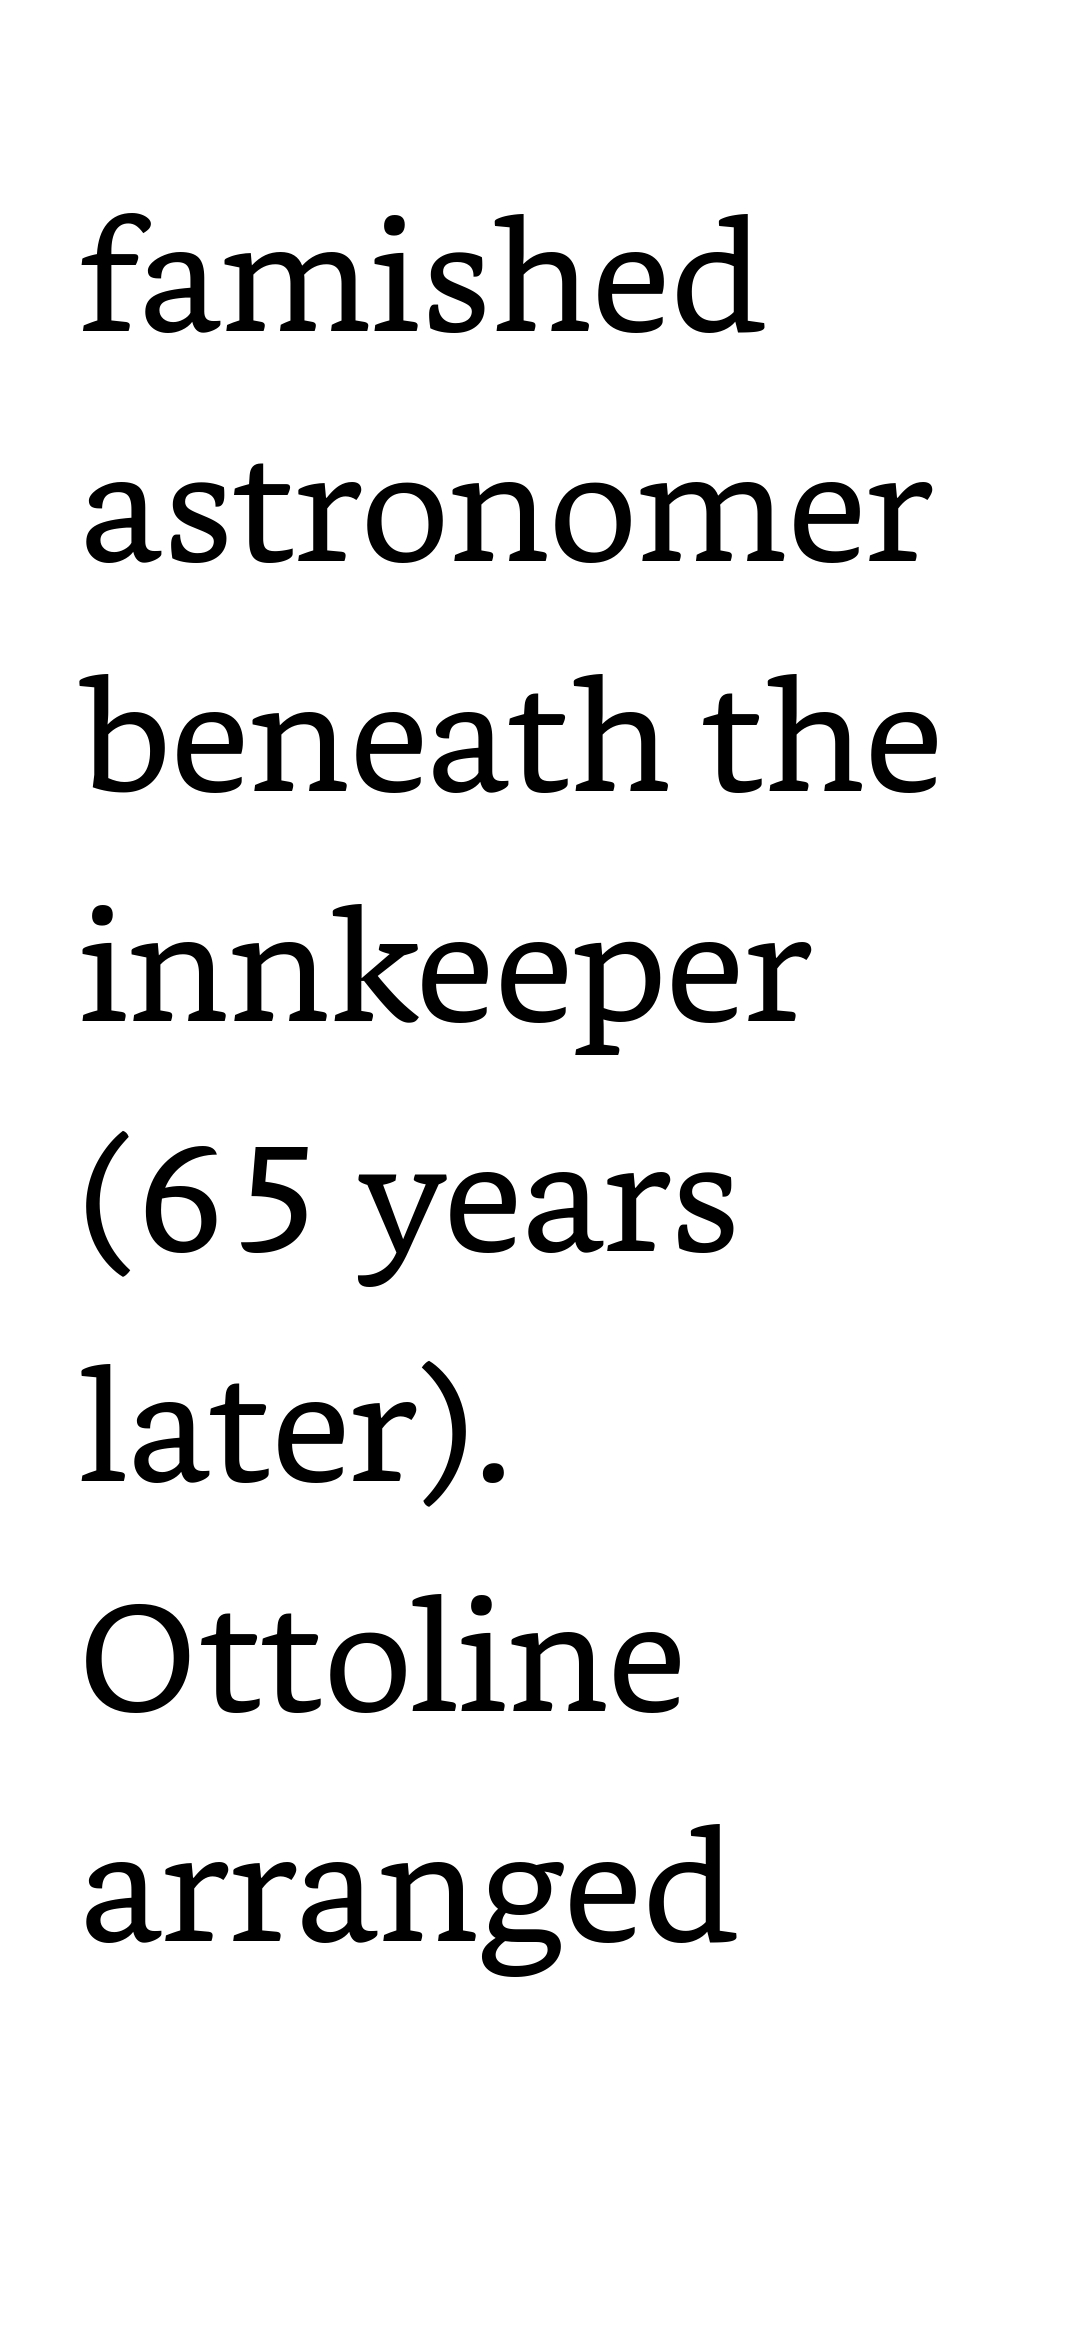 famished
astronomer
beneath the
innkeeper
(65 years
later).
Ottoline
arranged